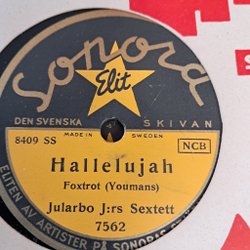 Sonora
Elit
DEN SVENSKA SKIVAN
8409 SS
MADE IN SWEDEN
NCB
Hallelujah
Foxtrot (Youmans)
Jularbo J:rs Sextett
7562
ELITEN AV ARTISTER PÅ SONORAS